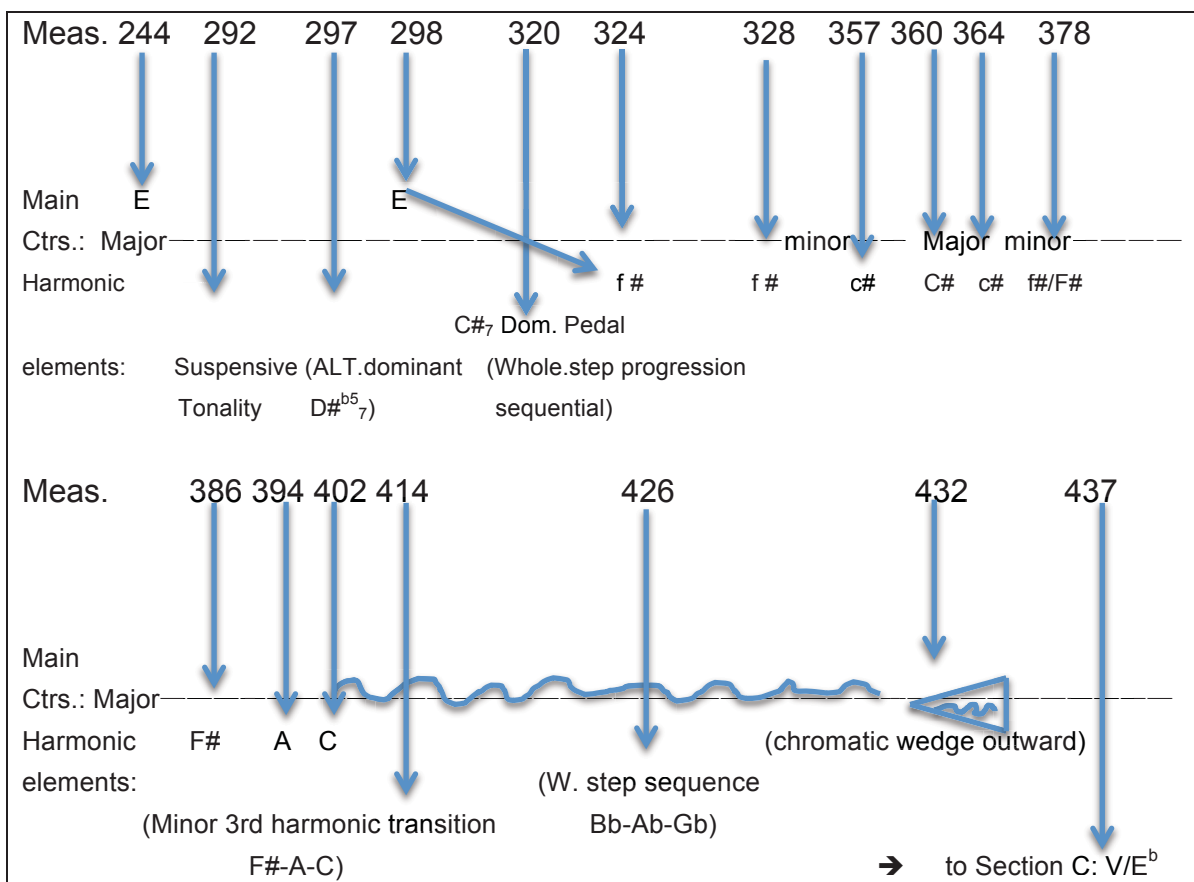 Meas. 244 292 297 298 320 324 328 357 360 364 378
Main E E
Ctrs.: Major minor Major minor
Harmonic f # f # c# C# c# f#/F#
C#₇ Dom. Pedal
elements: Suspensive (ALT.dominant (Whole.step progression
Tonality D#ᵇ⁵₇) sequential)
Meas. 386 394 402 414 426 432 437
Main
Ctrs.: Major
Harmonic F# A C (chromatic wedge outward)
elements: (W. step sequence
(Minor 3rd harmonic transition Bb-Ab-Gb)
F#-A-C) ➔ to Section C: V/Eᵇ